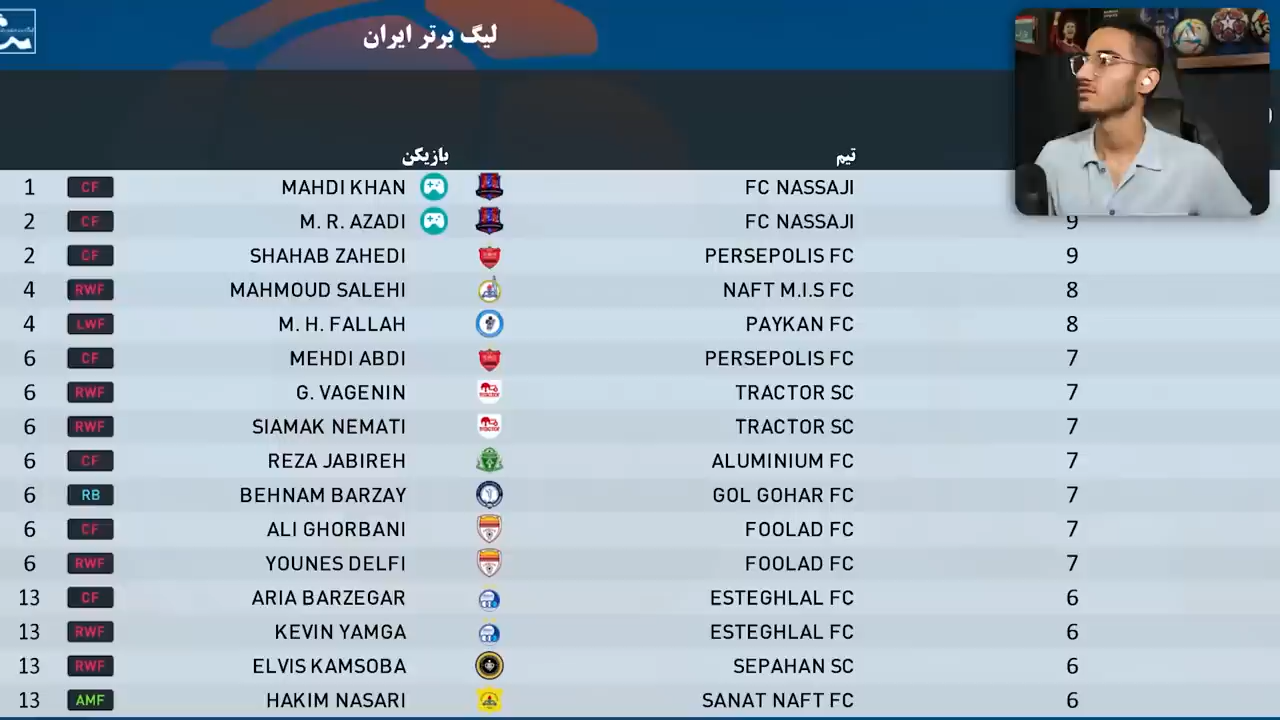 لیگ برتر ایران
بازیکن تیم
1 CF MAHDI KHAN FC NASSAJI
2 CF M. R. AZADI FC NASSAJI 9
2 CF SHAHAB ZAHEDI PERSEPOLIS FC 9
4 RWF MAHMOUD SALEHI NAFT M.I.S FC 8
4 LWF M. H. FALLAH PAYKAN FC 8
6 CF MEHDI ABDI PERSEPOLIS FC 7
6 RWF G. VAGENIN TRACTOR SC 7
6 RWF SIAMAK NEMATI TRACTOR SC 7
6 CF REZA JABIREH ALUMINIUM FC 7
6 RB BEHNAM BARZAY GOL GOHAR FC 7
6 CF ALI GHORBANI FOOLAD FC 7
6 RWF YOUNES DELFI FOOLAD FC 7
13 CF ARIA BARZEGAR ESTEGHLAL FC 6
13 RWF KEVIN YAMGA ESTEGHLAL FC 6
13 RWF ELVIS KAMSOBA SEPAHAN SC 6
13 AMF HAKIM NASARI SANAT NAFT FC 6